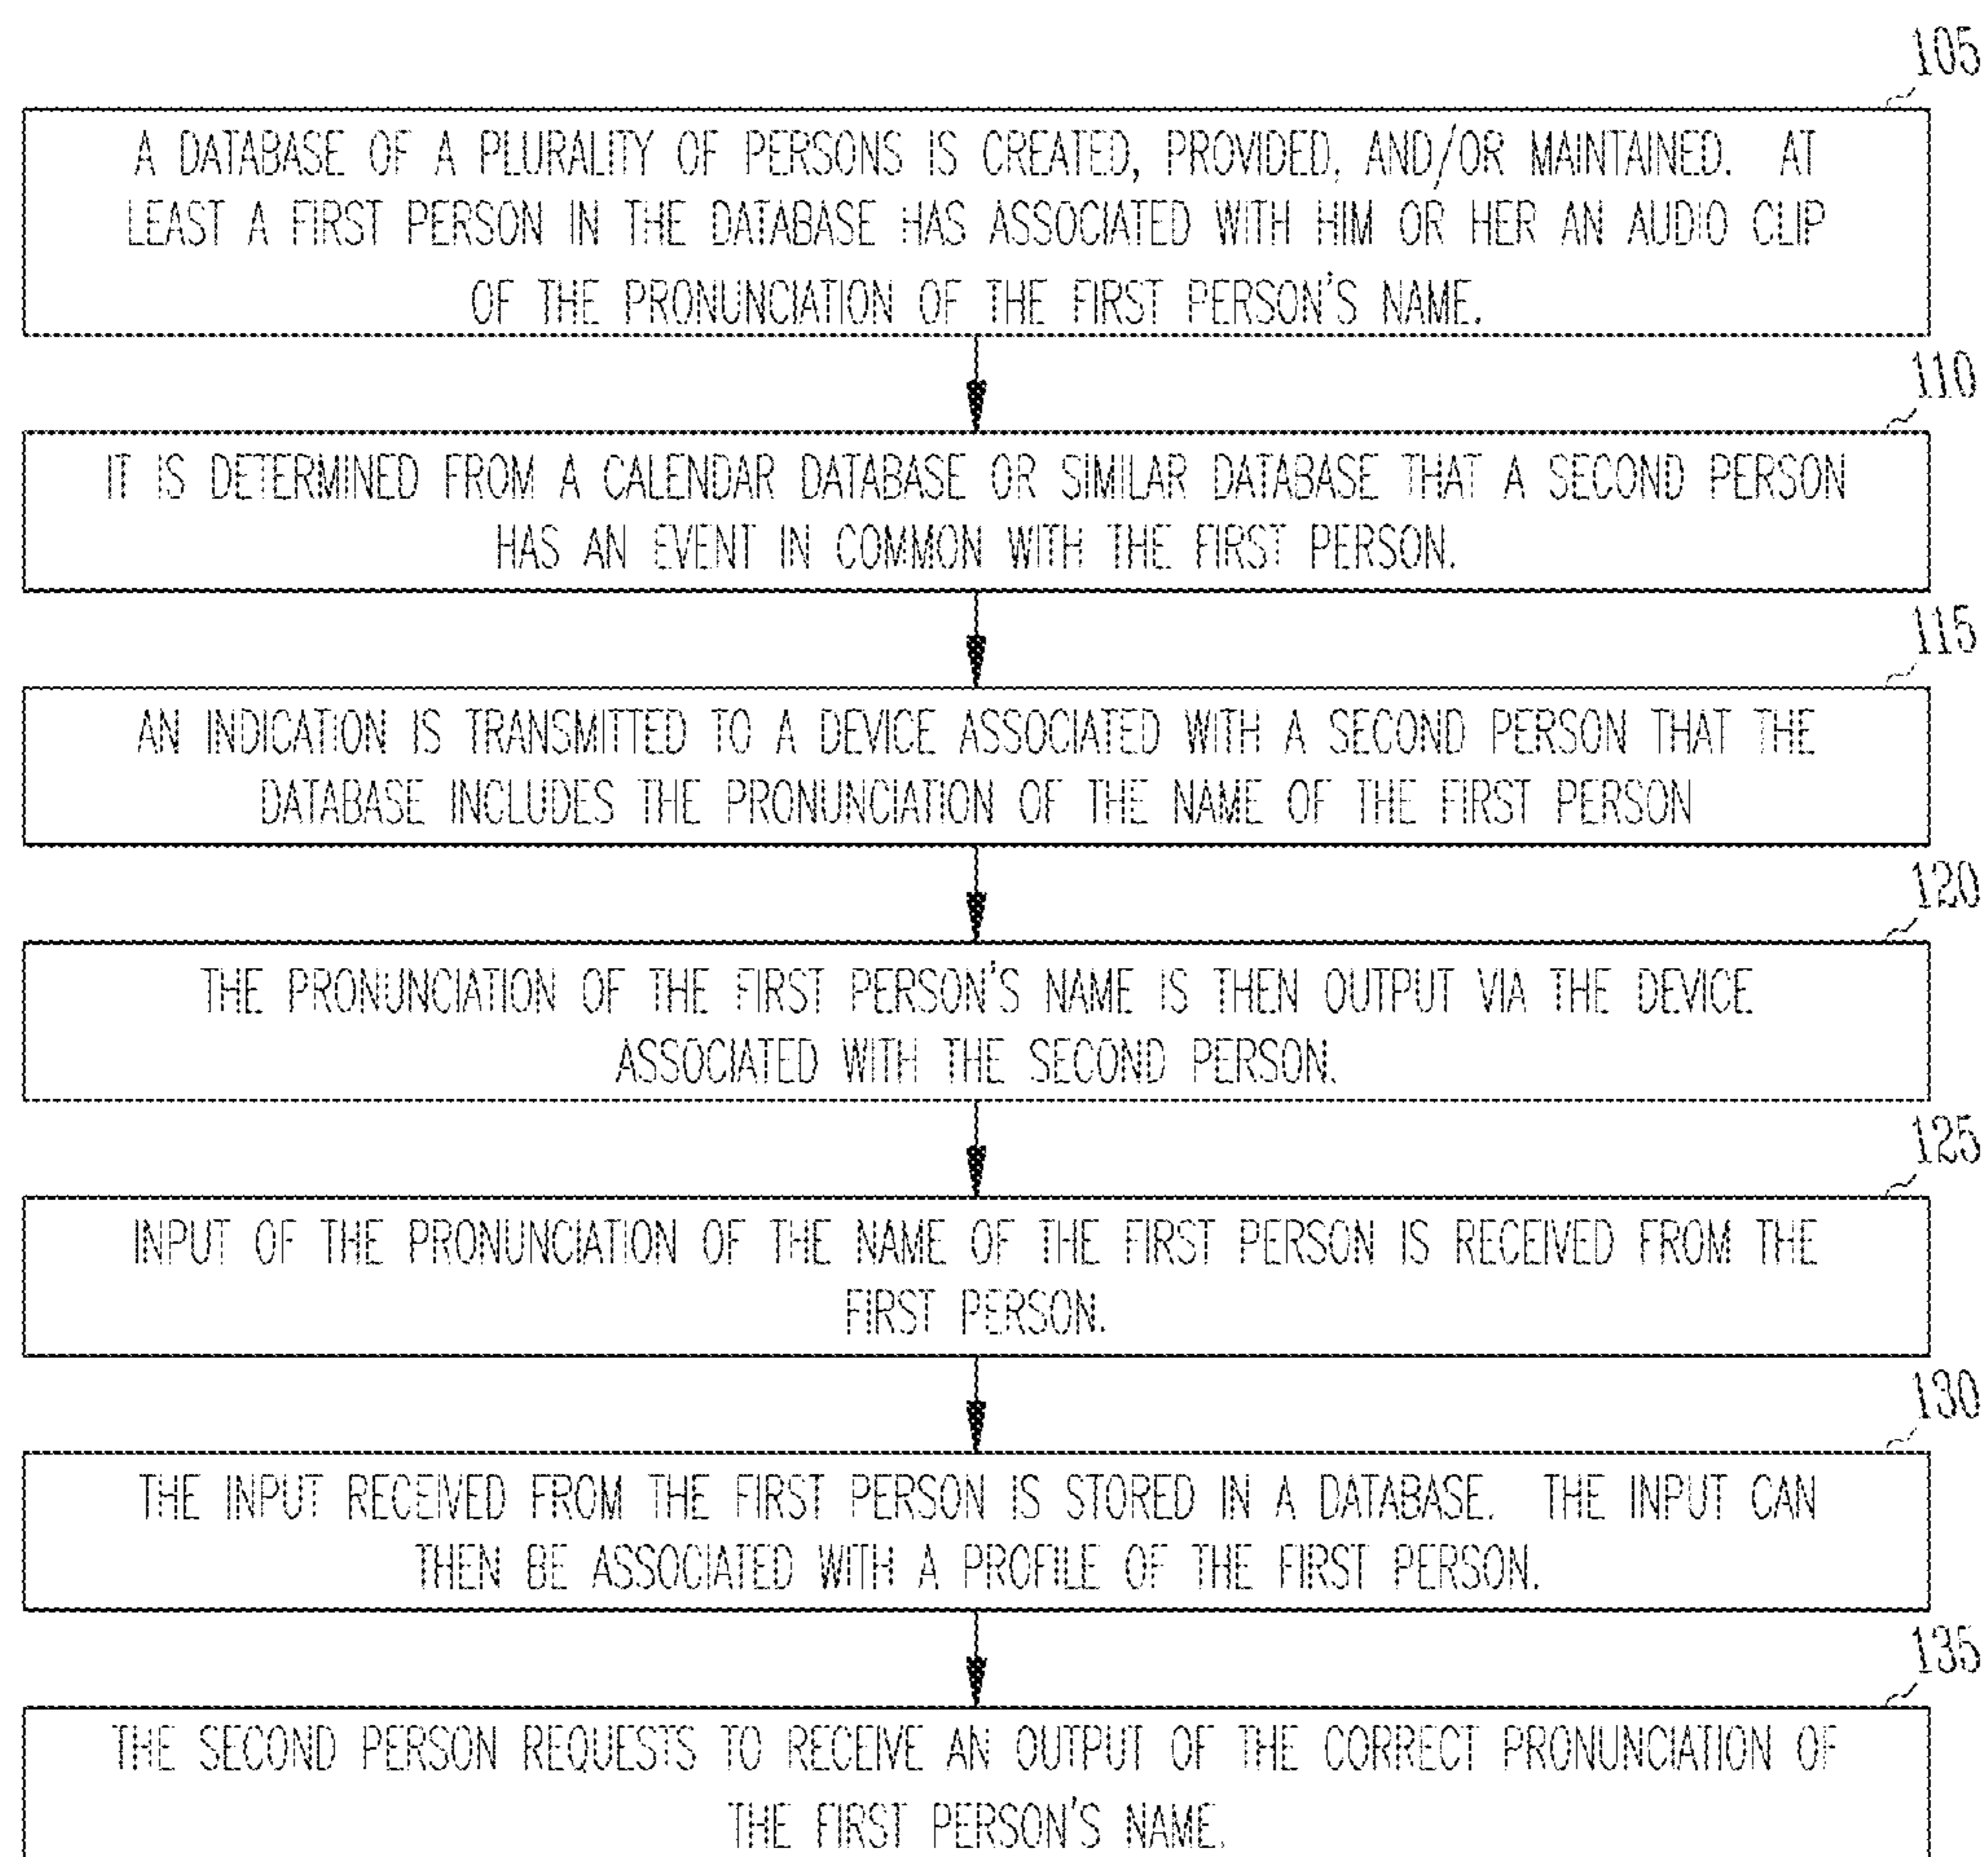 105
A DATABASE OF A PLURALITY OF PERSONS IS CREATED, PROVIDED, AND/OR MAINTAINED. AT
LEAST A FIRST PERSON IN THE DATABASE HAS ASSOCIATED WITH HIM OR HER AN AUDIO CLIP
OF THE PRONUNCIATION OF THE FIRST PERSON'S NAME.
110
IT IS DETERMINED FROM A CALENDAR DATABASE OR SIMILAR DATABASE THAT A SECOND PERSON
HAS AN EVENT IN COMMON WITH THE FIRST PERSON.
115
AN INDICATION IS TRANSMITTED TO A DEVICE ASSOCIATED WITH A SECOND PERSON THAT THE
DATABASE INCLUDES THE PRONUNCIATION OF THE NAME OF THE FIRST PERSON
120
THE PRONUNCIATION OF THE FIRST PERSON'S NAME IS THEN OUTPUT VIA THE DEVICE
ASSOCIATED WITH THE SECOND PERSON.
125
INPUT OF THE PRONUNCIATION OF THE NAME OF THE FIRST PERSON IS RECEIVED FROM THE
FIRST PERSON.
130
THE INPUT RECEIVED FROM THE FIRST PERSON IS STORED IN A DATABASE. THE INPUT CAN
THEN BE ASSOCIATED WITH A PROFILE OF THE FIRST PERSON.
135
THE SECOND PERSON REQUESTS TO RECEIVE AN OUTPUT OF THE CORRECT PRONUNCIATION OF
THE FIRST PERSON'S NAME.